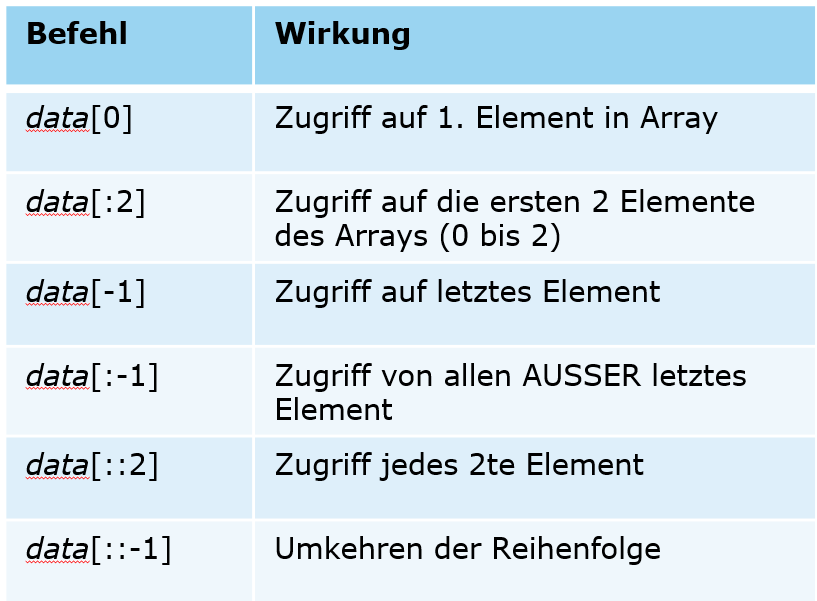 Befehl Wirkung
data[0] Zugriff auf 1. Element in Array
data[:2] Zugriff auf die ersten 2 Elemente
des Arrays (0 bis 2)
data[-1] Zugriff auf letztes Element
data[:-1] Zugriff von allen AUSSER letztes
Element
data[::2] Zugriff jedes 2te Element
data[::-1] Umkehren der Reihenfolge